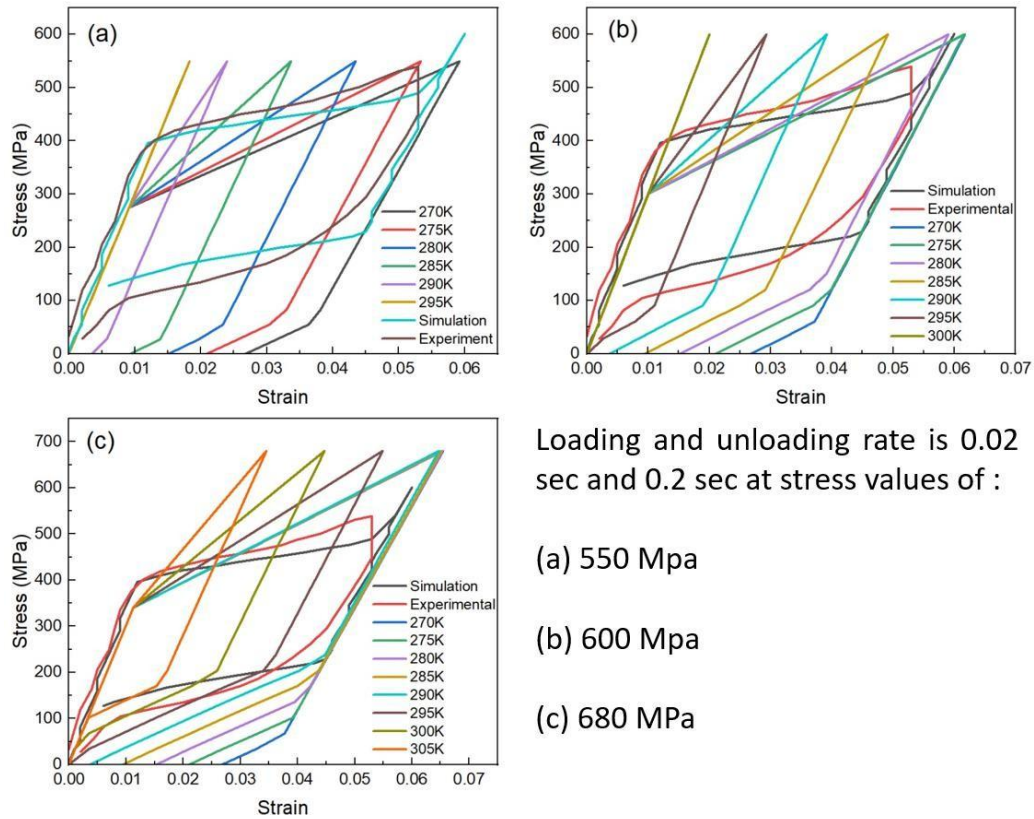 (a)
600
500
400
300
200
100
0
Stress (MPa)
0.00 0.01 0.02 0.03 0.04 0.05 0.06
Strain
270K
275K
280K
285K
290K
295K
Simulation
Experiment
(b)
600
500
400
300
200
100
0
Stress (MPa)
0.00 0.01 0.02 0.03 0.04 0.05 0.06 0.07
Strain
Simulation
Experimental
270K
275K
280K
285K
290K
295K
300K
(c)
700
600
500
400
300
200
100
0
Stress (MPa)
0.00 0.01 0.02 0.03 0.04 0.05 0.06 0.07
Strain
Simulation
Experimental
270K
275K
280K
285K
290K
295K
300K
305K
Loading and unloading rate is 0.02
sec and 0.2 sec at stress values of :
(a) 550 Mpa
(b) 600 Mpa
(c) 680 MPa